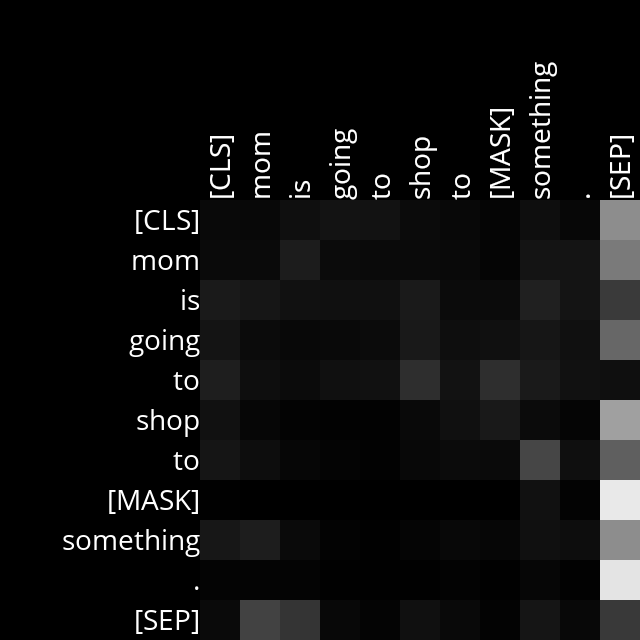 [CLS]
mom
is
going
to
shop
to
[MASK]
something
.
[SEP]
[CLS]
mom
is
going
to
shop
to
[MASK]
something
.
[SEP]